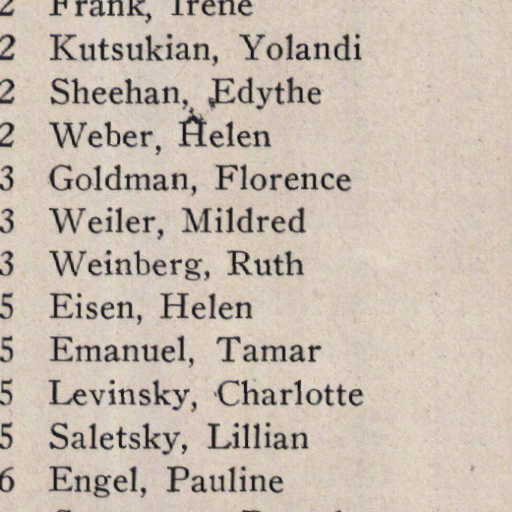 2 Frank, Irene
2 Kutsukian, Yolandi
2 Sheehan, Edythe
2 Weber, Helen
3 Goldman, Florence
3 Weiler, Mildred
3 Weinberg, Ruth
5 Eisen, Helen
5 Emanuel, Tamar
5 Levinsky, Charlotte
5 Saletsky, Lillian
6 Engel, Pauline